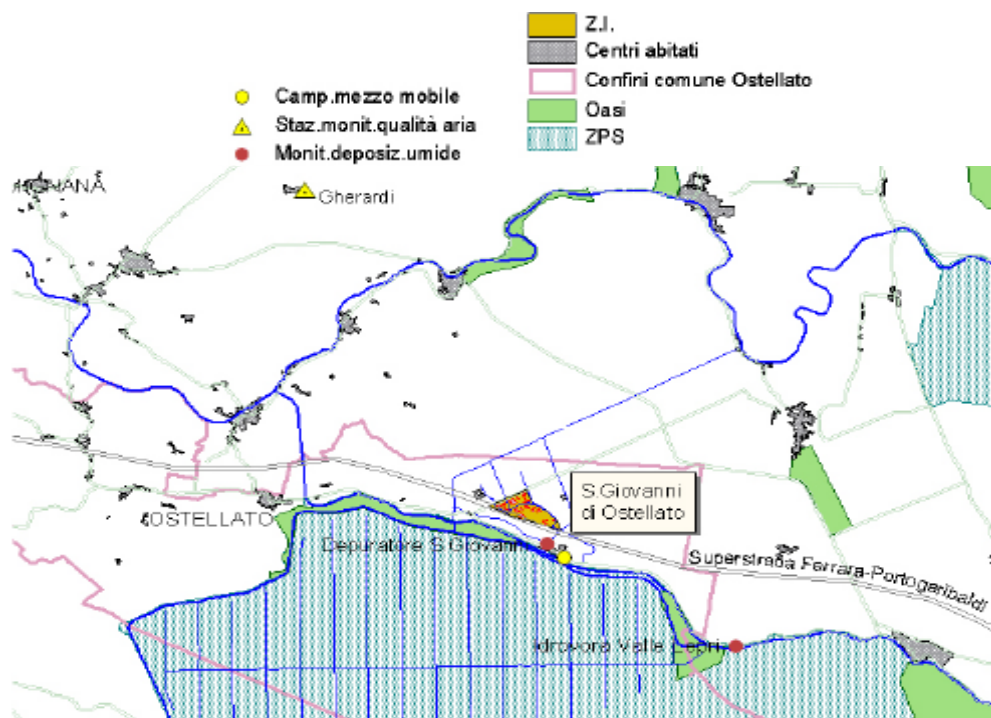 Z.I.
Centri abitati
Confini comune Ostellato
Oasi
ZPS
Camp.mezzo mobile
Staz.monit.qualità aria
Monit.deposiz.umide
Gherardi
S.Giovanni
di Ostellato
OSTELLATO
Depuratore S.Giovanni
Superstrada Ferrara-Portogaribaldi
Idrovora Valle Lepri